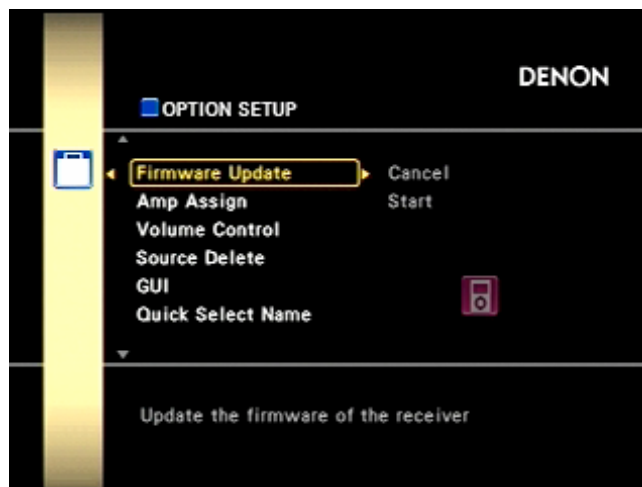 DENON
OPTION SETUP
Firmware Update
Cancel
Amp Assign
Start
Volume Control
Source Delete
GUI
Quick Select Name
Update the firmware of the receiver